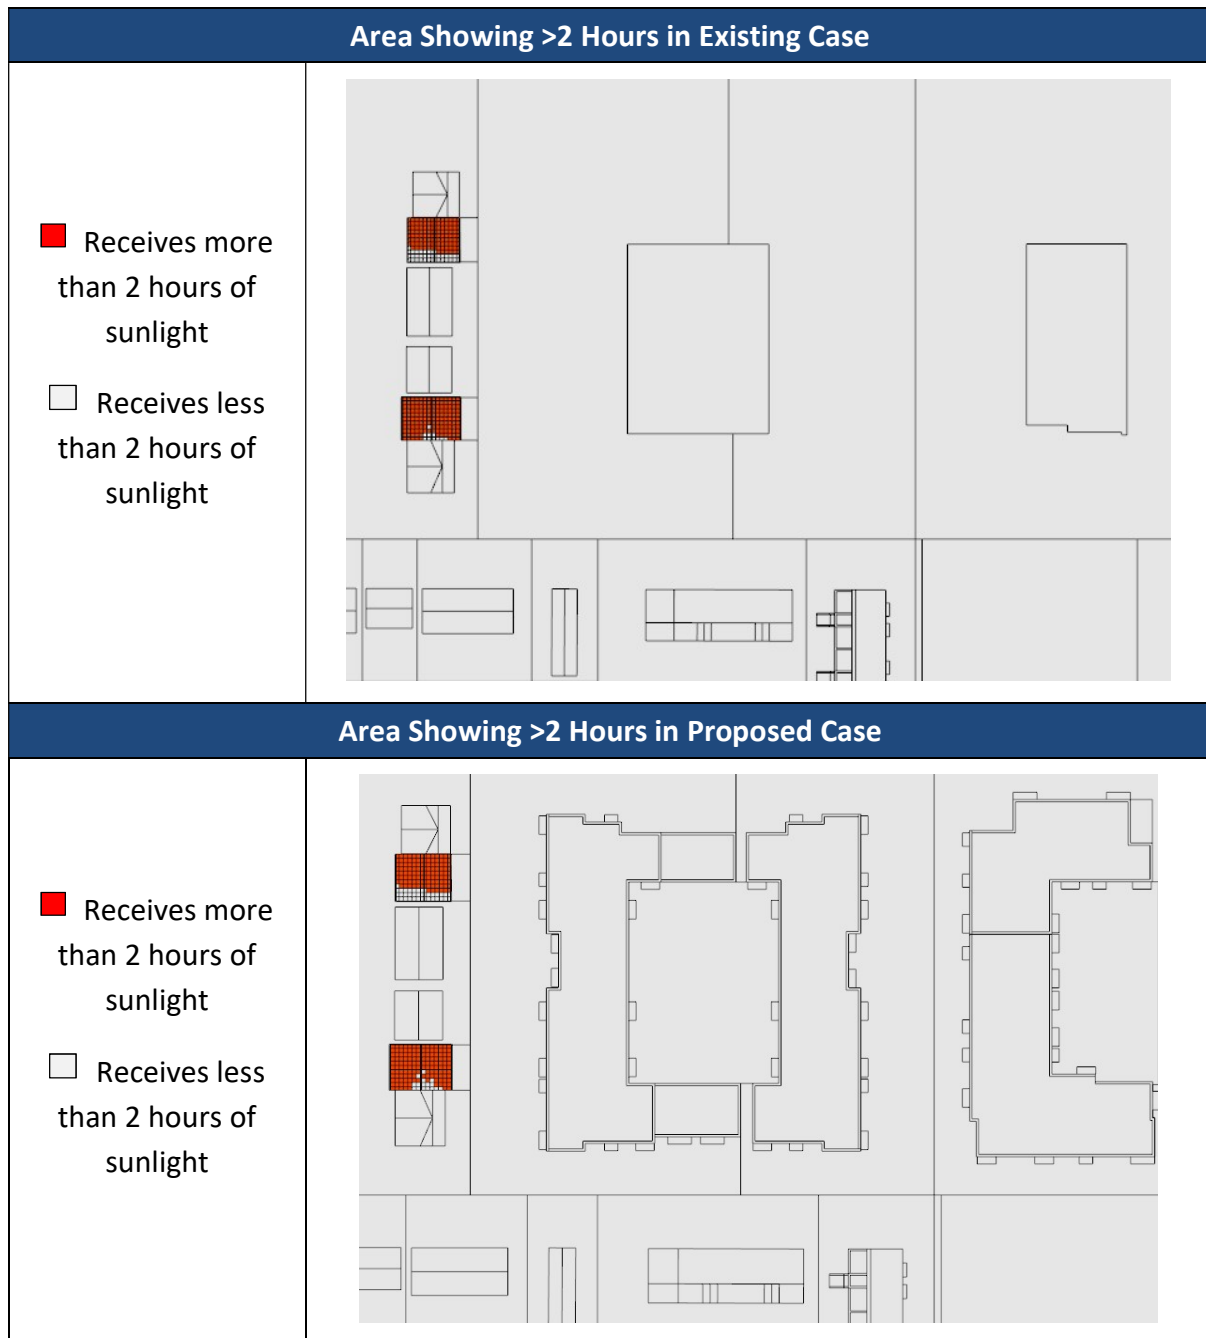 Area Showing >2 Hours in Existing Case
Receives more
than 2 hours of
sunlight
Receives less
than 2 hours of
sunlight
Area Showing >2 Hours in Proposed Case
Receives more
than 2 hours of
sunlight
Receives less
than 2 hours of
sunlight